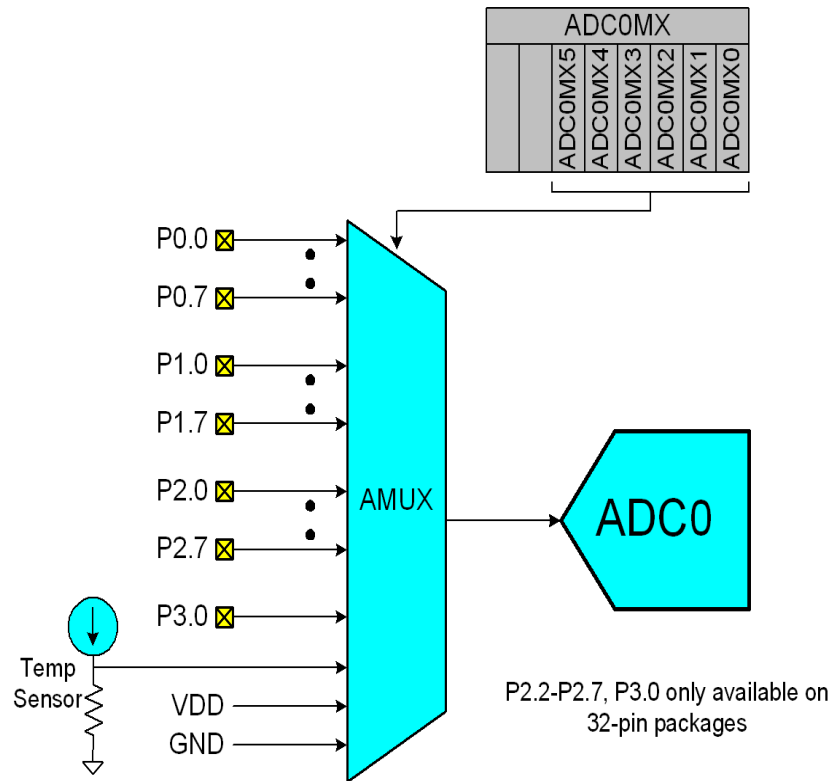 ADC0MX
ADC0MX5
ADC0MX4
ADC0MX3
ADC0MX2
ADC0MX1
ADC0MX0
P0.0
P0.7
P1.0
P1.7
P2.0
P2.7
P3.0
AMUX
ADC0
Temp
Sensor
VDD
GND
P2.2-P2.7, P3.0 only available on
32-pin packages